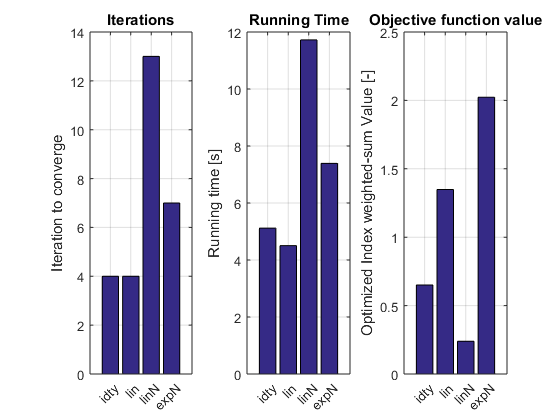 Iterations
Iteration to converge
14
12
10
8
6
4
2
0
idty
lin
linN
expN
Running Time
Running time [s]
12
10
8
6
4
2
0
idty
lin
linN
expN
Objective function value
Optimized Index weighted-sum Value [-]
2.5
2
1.5
1
0.5
0
idty
lin
linN
expN